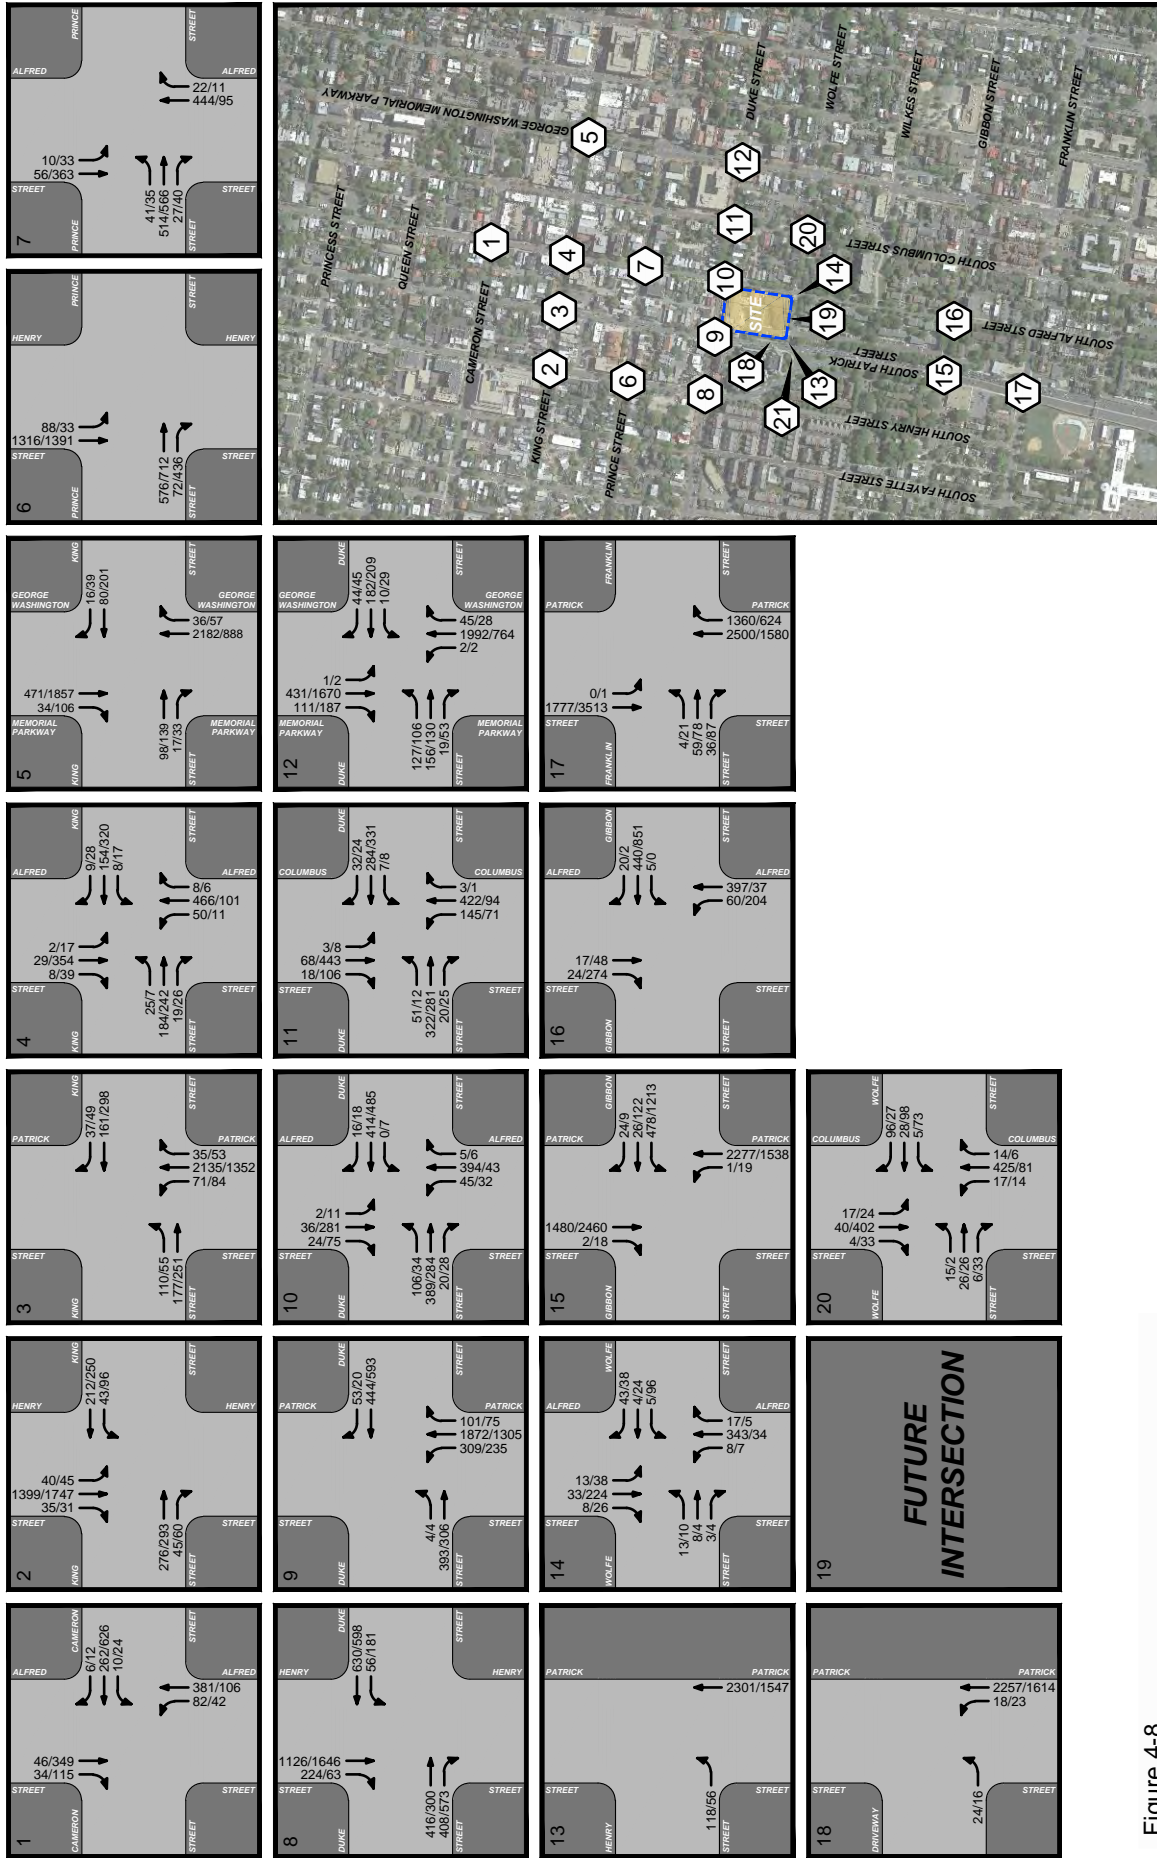 1
ALFRED
CAMERON
STREET
6/12
262/626
10/24
46/349
34/115
381/106
82/42
CAMERON
STREET
STREET
ALFRED
2
HENRY
KING
STREET
212/250
43/96
40/45
1399/1747
35/31
276/293
45/60
KING
STREET
STREET
HENRY
3
PATRICK
KING
STREET
37/49
161/298
35/53
2135/1352
71/84
110/55
177/251
KING
STREET
STREET
PATRICK
4
ALFRED
KING
STREET
9/28
154/320
8/17
2/17
29/354
8/39
8/6
466/101
50/11
25/7
184/242
19/26
KING
STREET
STREET
ALFRED
5
GEORGE
WASHINGTON
KING
STREET
16/39
80/201
471/1857
34/106
36/57
2182/888
98/139
17/33
MEMORIAL
PARKWAY
KING
STREET
GEORGE
WASHINGTON
MEMORIAL
PARKWAY
6
HENRY
PRINCE
STREET
88/33
1316/1391
576/712
72/436
PRINCE
STREET
STREET
HENRY
7
ALFRED
PRINCE
STREET
10/33
56/363
22/11
444/95
41/35
514/566
27/40
PRINCE
STREET
STREET
ALFRED
8
HENRY
DUKE
STREET
630/598
56/181
1126/1646
224/63
416/300
408/573
DUKE
STREET
STREET
HENRY
9
PATRICK
DUKE
STREET
53/20
444/593
101/75
1872/1305
309/235
4/4
393/306
DUKE
STREET
STREET
PATRICK
10
ALFRED
DUKE
STREET
16/18
414/485
0/7
2/11
36/281
24/75
5/6
394/43
45/32
106/34
389/284
20/28
DUKE
STREET
STREET
ALFRED
11
COLUMBUS
DUKE
STREET
32/24
284/331
7/8
3/8
68/443
18/106
3/1
422/94
145/71
51/12
322/281
20/25
DUKE
STREET
STREET
COLUMBUS
12
GEORGE
WASHINGTON
DUKE
STREET
44/45
182/209
10/29
1/2
431/1670
111/187
45/28
1992/764
2/2
127/106
156/130
19/53
MEMORIAL
PARKWAY
DUKE
STREET
GEORGE
WASHINGTON
MEMORIAL
PARKWAY
13
PATRICK
STREET
2301/1547
118/56
HENRY
STREET
STREET
PATRICK
14
ALFRED
WOLFE
STREET
43/38
4/24
5/96
13/38
33/224
8/26
17/5
343/34
8/7
13/10
8/4
3/4
WOLFE
STREET
STREET
ALFRED
15
PATRICK
GIBBON
STREET
24/9
26/122
478/1213
1480/2460
2/18
2277/1538
1/19
GIBBON
STREET
STREET
PATRICK
16
ALFRED
GIBBON
STREET
20/2
440/851
5/0
17/48
24/274
397/37
60/204
GIBBON
STREET
STREET
ALFRED
17
PATRICK
FRANKLIN
STREET
0/1
1777/3513
1360/624
2500/1580
4/21
59/78
36/87
FRANKLIN
STREET
STREET
PATRICK
18
PATRICK
STREET
2257/1614
18/23
24/16
DRIVEWAY
STREET
PATRICK
19
FUTURE
INTERSECTION
20
COLUMBUS
WOLFE
STREET
96/27
28/98
5/73
17/24
40/402
4/33
14/6
425/81
17/14
15/2
26/26
6/33
WOLFE
STREET
STREET
COLUMBUS
PRINCESS STREET
QUEEN STREET
CAMERON STREET
KING STREET
PRINCE STREET
GEORGE WASHINGTON MEMORIAL PARKWAY
DUKE STREET
WOLFE STREET
WILKES STREET
GIBBON STREET
FRANKLIN STREET
SOUTH COLUMBUS STREET
SOUTH ALFRED STREET
SOUTH PATRICK
STREET
SOUTH HENRY STREET
SOUTH FAYETTE STREET
SITE
1
2
3
4
5
6
7
8
9
10
11
12
13
14
15
16
17
18
19
20
21
Figure 4-8